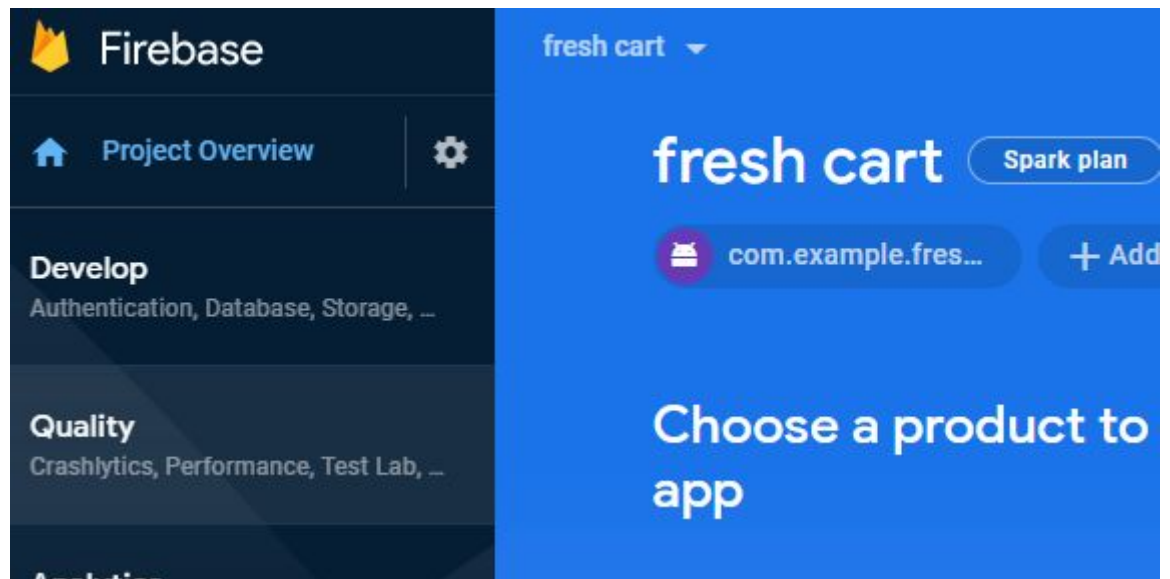 Firebase
fresh cart
Project Overview
fresh cart
Spark plan
com.example.fres...
+ Add
Develop
Authentication, Database, Storage, ...
Quality
Crashlytics, Performance, Test Lab, ...
Choose a product to
app